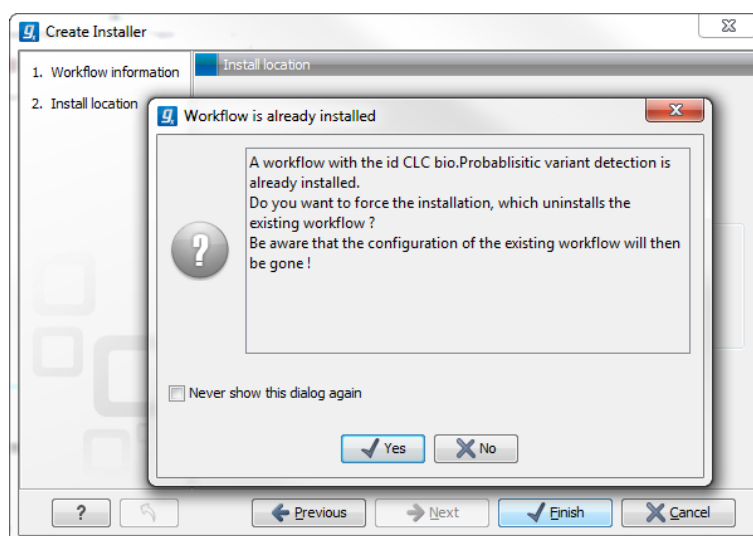 Create Installer
1. Workflow information
2. Install location
Install location
Workflow is already installed
A workflow with the id CLC bio.Probablisitic variant detection is
already installed.
Do you want to force the installation, which uninstalls the
existing workflow ?
Be aware that the configuration of the existing workflow will then
be gone !
?
Never show this dialog again
Yes
No
?
Previous
Next
Finish
Cancel